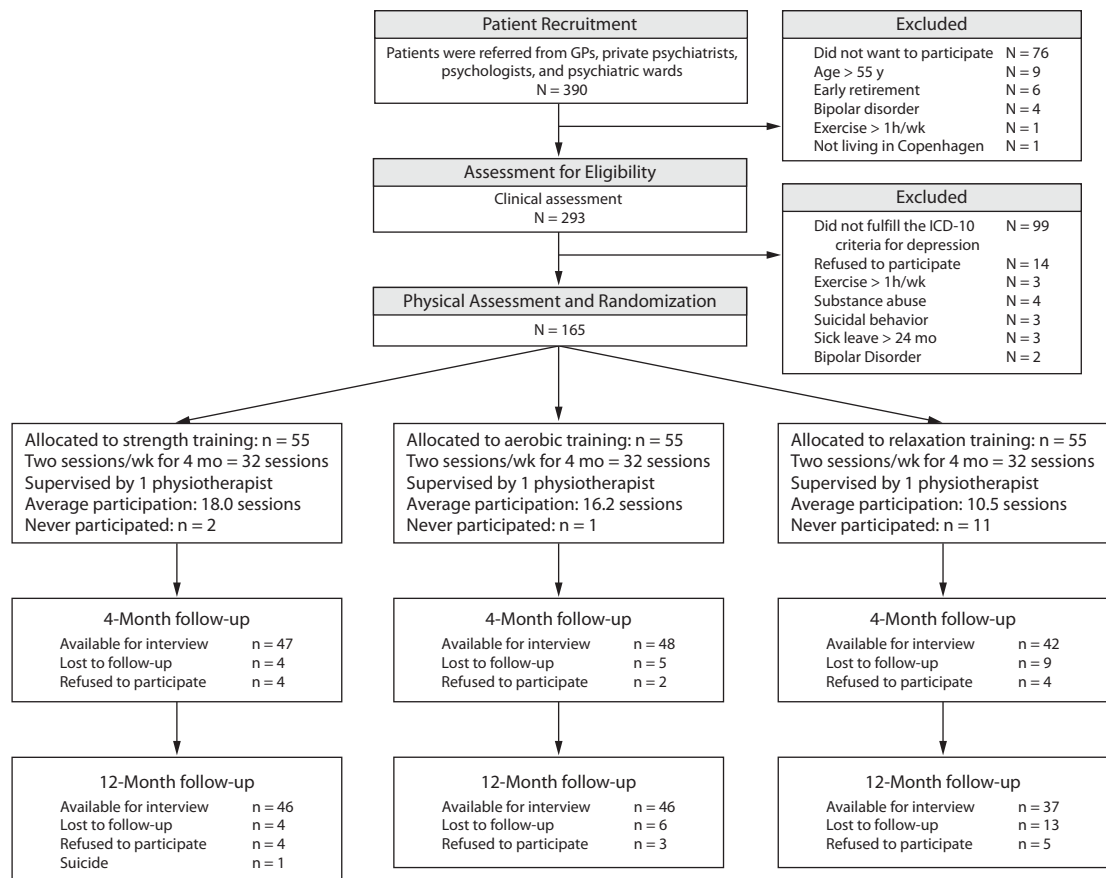 Patient Recruitment
Patients were referred from GPs, private psychiatrists,
psychologists, and psychiatric wards
N = 390
Excluded
Did not want to participate N = 76
Age > 55 y N = 9
Early retirement N = 6
Bipolar disorder N = 4
Exercise > 1h/wk N = 1
Not living in Copenhagen N = 1
Assessment for Eligibility
Clinical assessment
N = 293
Excluded
Did not fulfill the ICD-10 N = 99
criteria for depression
Refused to participate N = 14
Exercise > 1h/wk N = 3
Substance abuse N = 4
Suicidal behavior N = 3
Sick leave > 24 mo N = 3
Bipolar Disorder N = 2
Physical Assessment and Randomization
N = 165
Allocated to strength training: n = 55
Two sessions/wk for 4 mo = 32 sessions
Supervised by 1 physiotherapist
Average participation: 18.0 sessions
Never participated: n = 2
Allocated to aerobic training: n = 55
Two sessions/wk for 4 mo = 32 sessions
Supervised by 1 physiotherapist
Average participation: 16.2 sessions
Never participated: n = 1
Allocated to relaxation training: n = 55
Two sessions/wk for 4 mo = 32 sessions
Supervised by 1 physiotherapist
Average participation: 10.5 sessions
Never participated: n = 11
4-Month follow-up
Available for interview n = 47
Lost to follow-up n = 4
Refused to participate n = 4
4-Month follow-up
Available for interview n = 48
Lost to follow-up n = 5
Refused to participate n = 2
4-Month follow-up
Available for interview n = 42
Lost to follow-up n = 9
Refused to participate n = 4
12-Month follow-up
Available for interview n = 46
Lost to follow-up n = 4
Refused to participate n = 4
Suicide n = 1
12-Month follow-up
Available for interview n = 46
Lost to follow-up n = 6
Refused to participate n = 3
12-Month follow-up
Available for interview n = 37
Lost to follow-up n = 13
Refused to participate n = 5